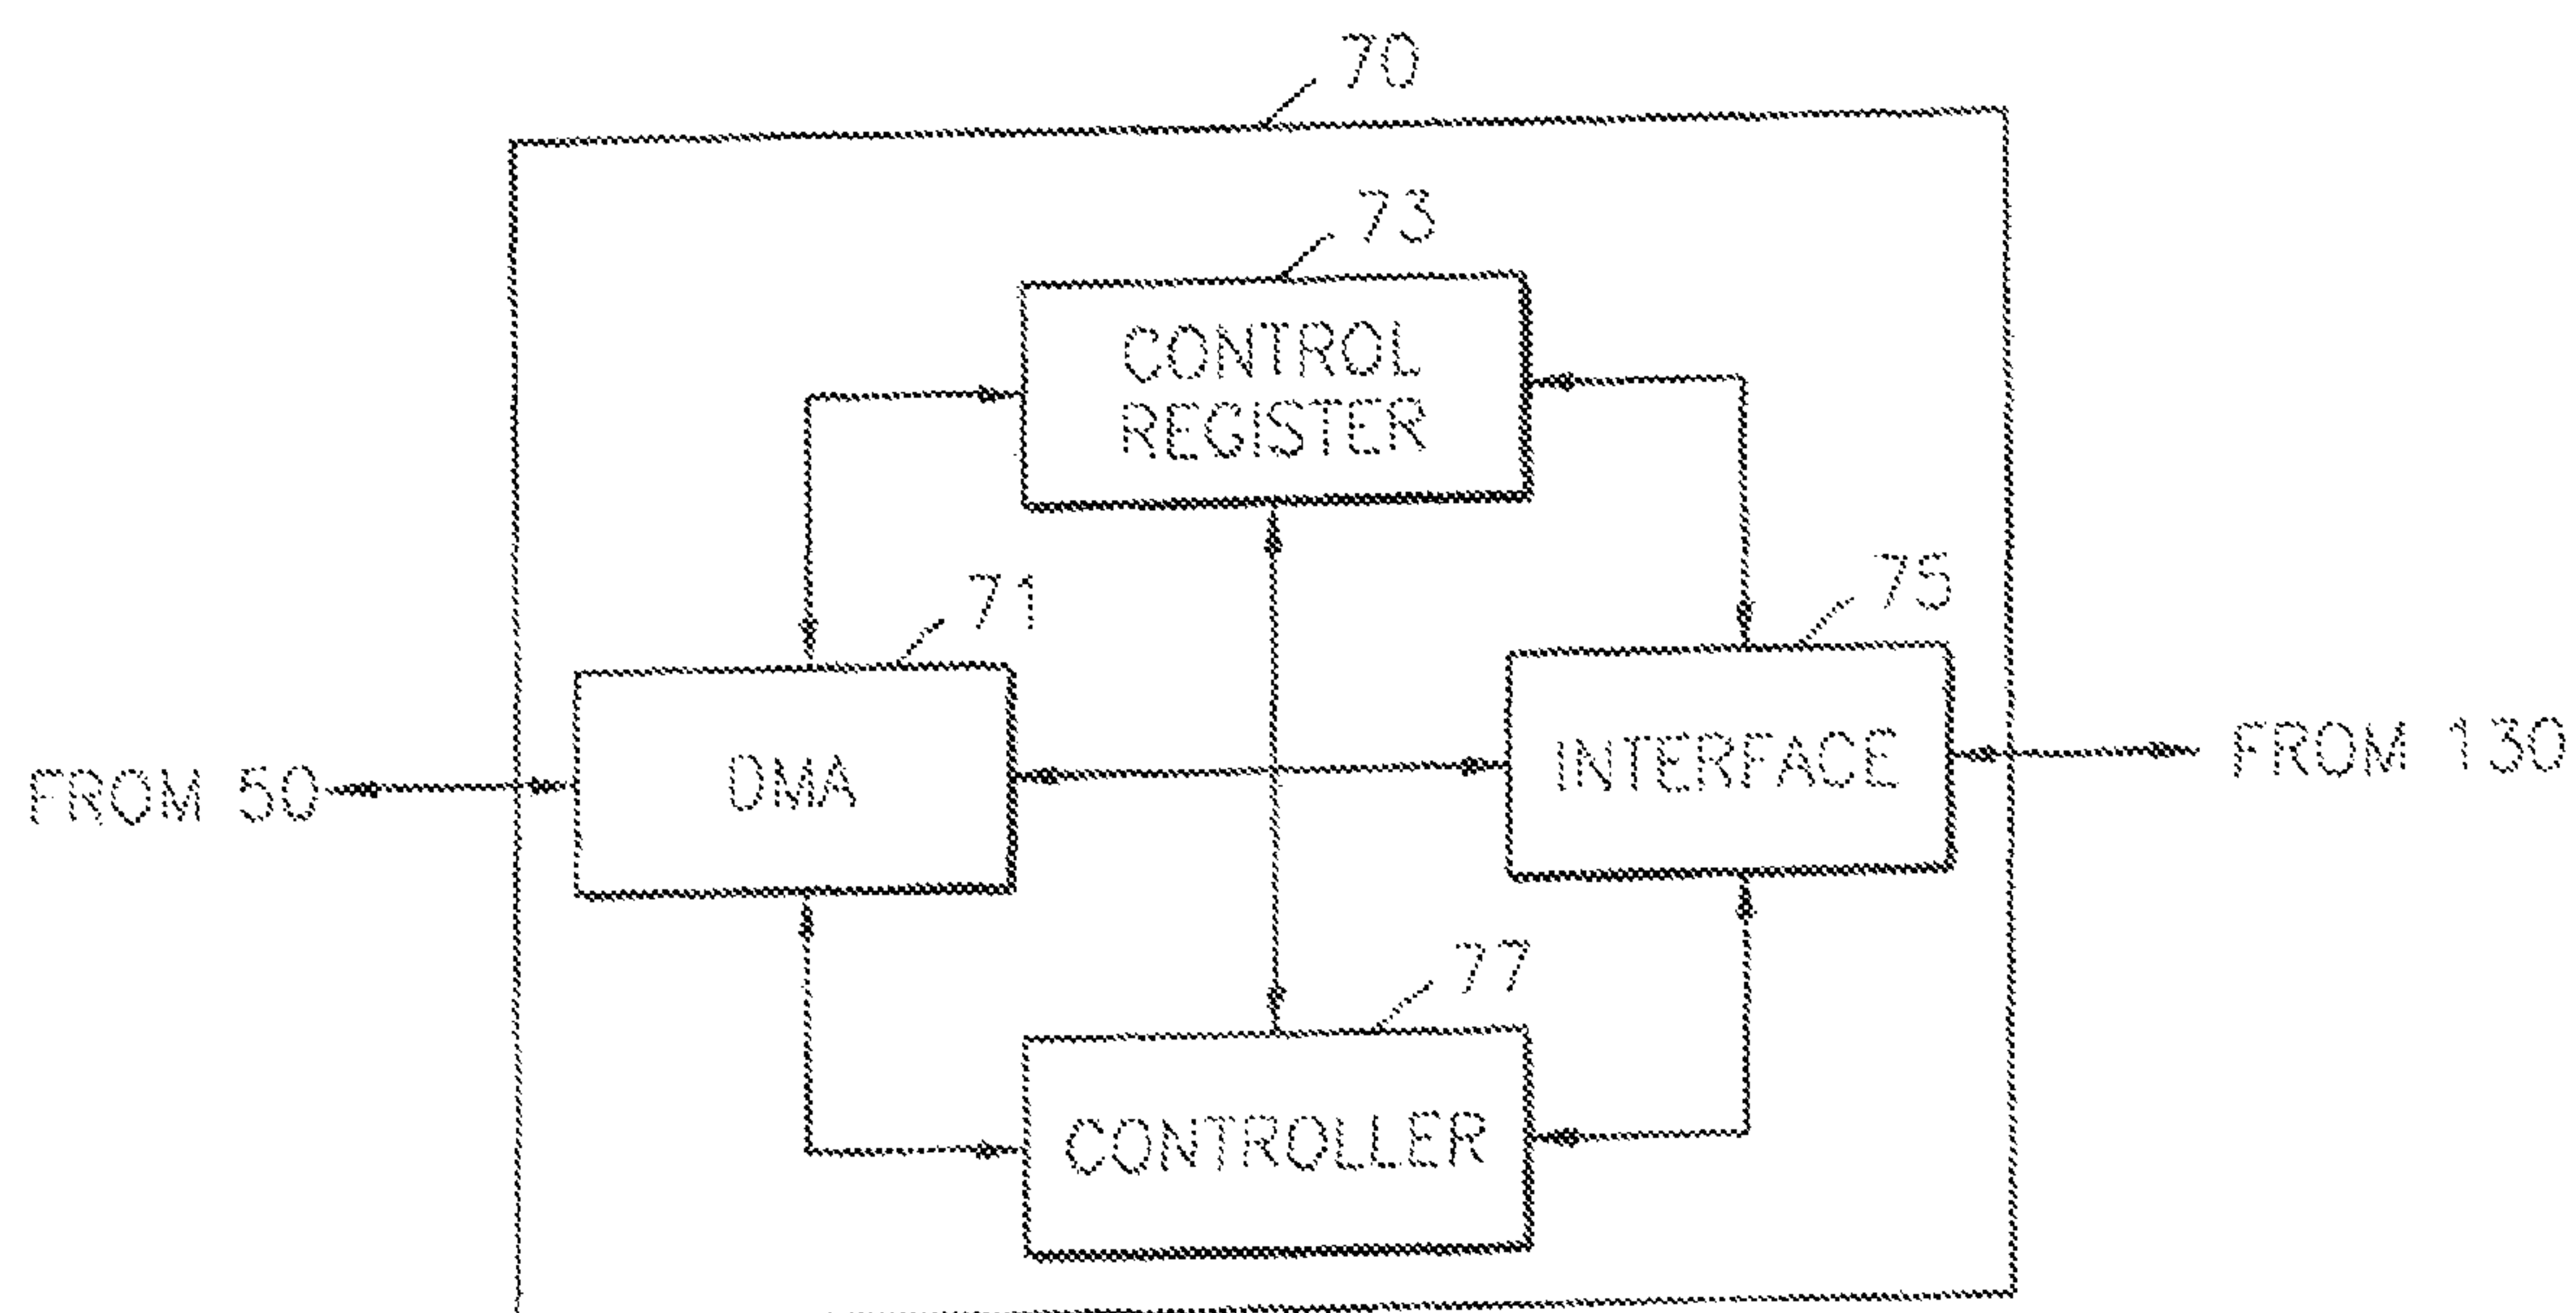 70
73
CONTROL
REGISTER
71
75
FROM 50
DMA
INTERFACE
FROM 130
77
CONTROLLER